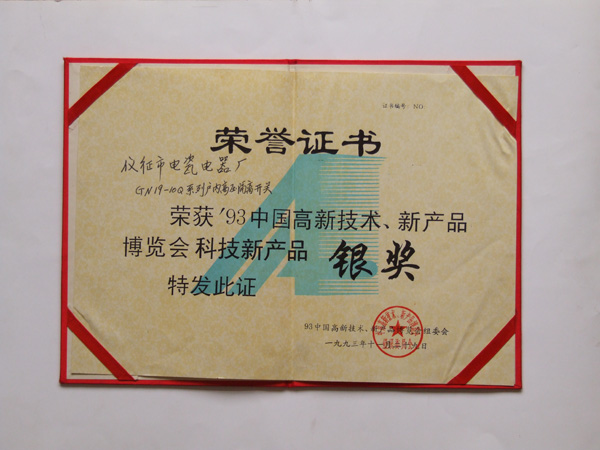 证书编号: NO:
荣誉证书
仪征市电瓷电器厂
GN19-10Q系列户内高压隔离开关
荣获'93中国高新技术、新产品
博览会科技新产品 银奖
特发此证
93中国高新技术、新产品博览会组委会
一九九三年十一月
日